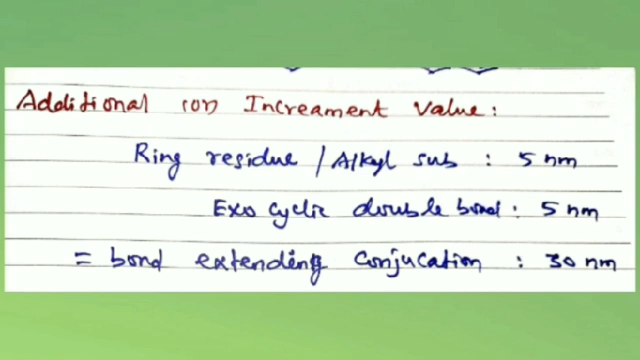 Additional (or) Increament value :
Ring residue / Alkyl sub : 5 nm
Exo cyclic double bond : 5 nm
= bond extending Conjucation : 30 nm